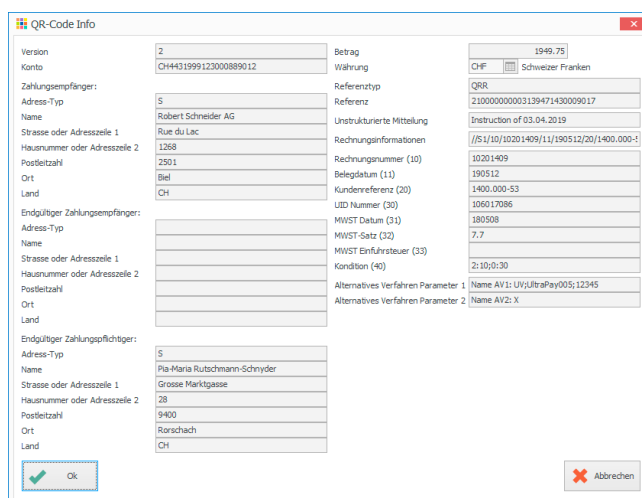 QR-Code Info
Version 2
Konto CH4431999123000889012
Zahlungsempfänger:
Adress-Typ S
Name Robert Schneider AG
Strasse oder Adresszeile 1 Rue du Lac
Hausnummer oder Adresszeile 2 1268
Postleitzahl 2501
Ort Biel
Land CH
Endgültiger Zahlungsempfänger:
Adress-Typ
Name
Strasse oder Adresszeile 1
Hausnummer oder Adresszeile 2
Postleitzahl
Ort
Land
Endgültiger Zahlungspflichtiger:
Adress-Typ S
Name Pia-Maria Rutschmann-Schnyder
Strasse oder Adresszeile 1 Grosse Marktgasse
Hausnummer oder Adresszeile 2 28
Postleitzahl 9400
Ort Rorschach
Land CH
Betrag 1949.75
Währung CHF Schweizer Franken
Referenztyp QRR
Referenz 210000000003139471430009017
Unstrukturierte Mitteilung Instruction of 03.04.2019
Rechnungsinformationen //S1/10/10201409/11/190512/20/1400.000-5
Rechnungsnummer (10) 10201409
Belegdatum (11) 190512
Kundenreferenz (20) 1400.000-53
UID Nummer (30) 106017086
MWST Datum (31) 180508
MWST-Satz (32) 7.7
MWST Einfuhrsteuer (33)
Kondition (40) 2:10;0:30
Alternatives Verfahren Parameter 1 Name AV1: UV;UltraPay005;12345
Alternatives Verfahren Parameter 2 Name AV2: X
Ok
Abbrechen